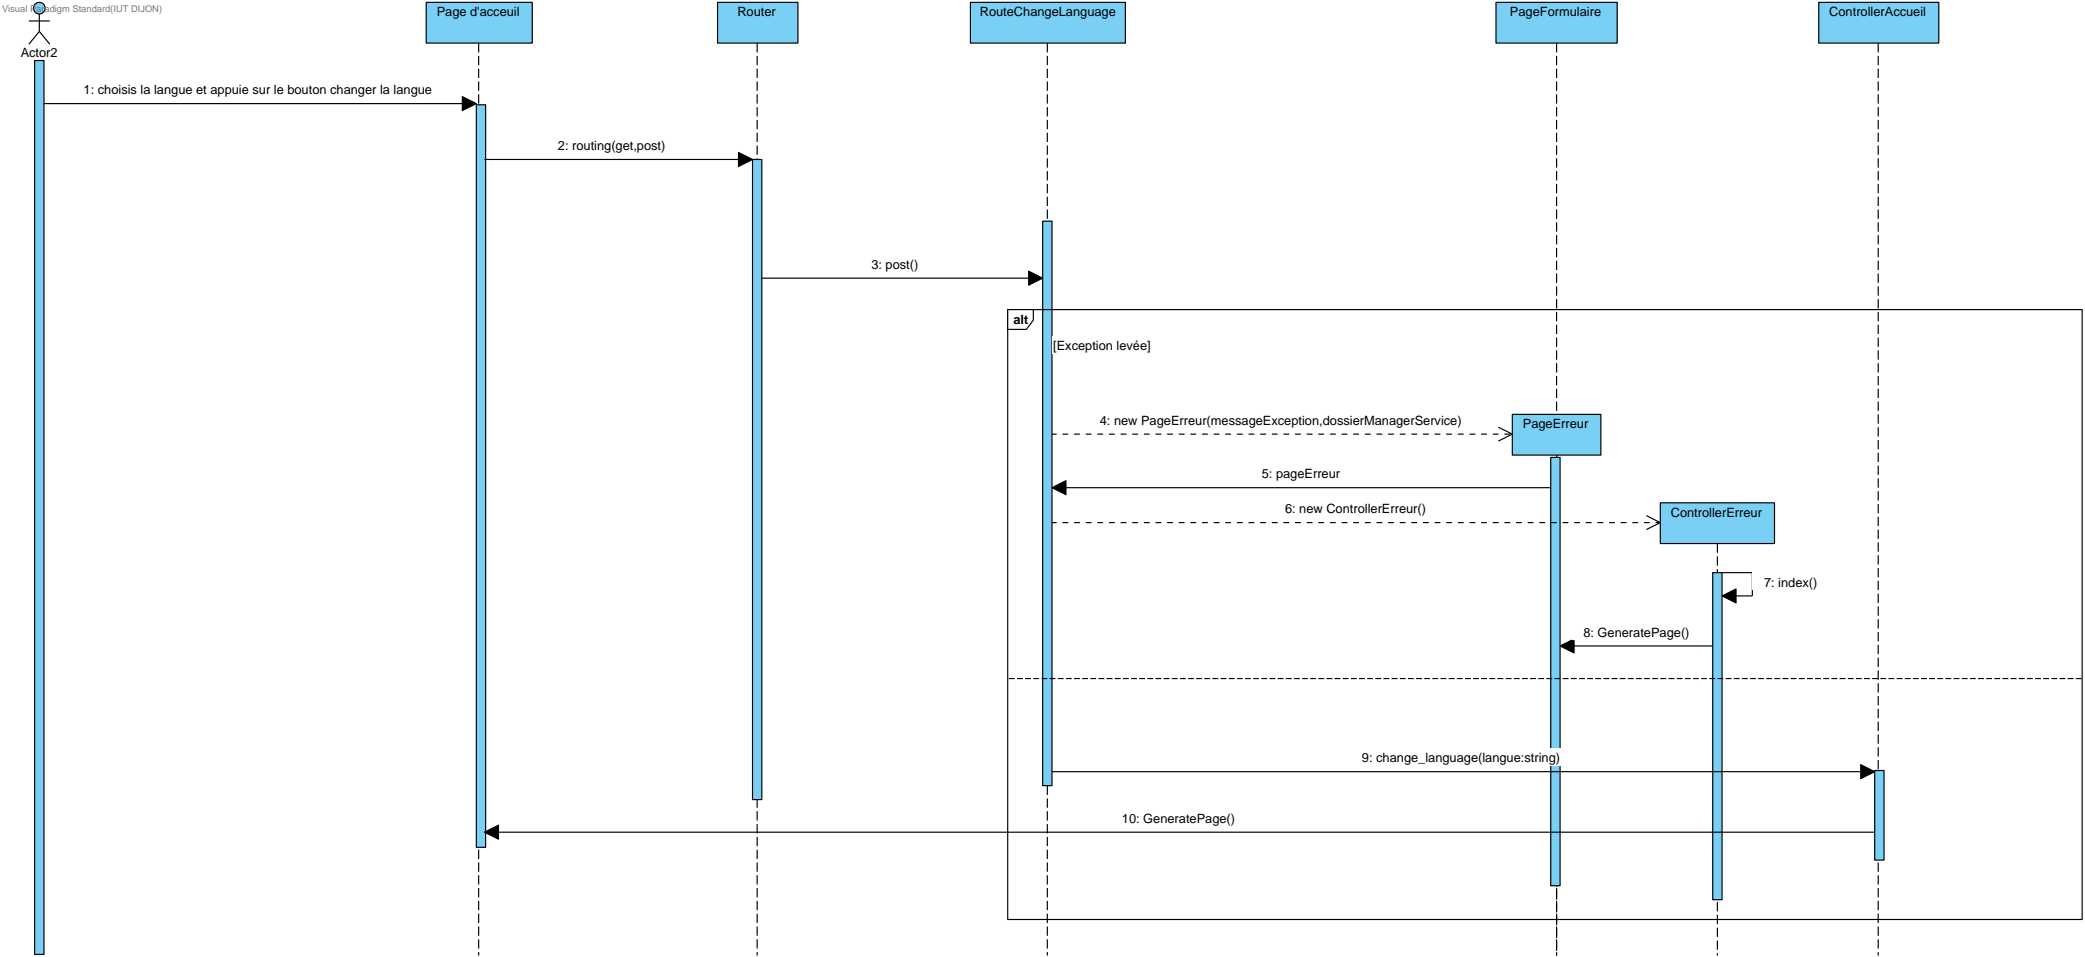 Visual Paradigm Standard(IUT DIJON)
Actor2
Page d'acceuil
Router
RouteChangeLanguage
PageFormulaire
ControllerAccueil
1: choisis la langue et appuie sur le bouton changer la langue
2: routing(get,post)
3: post()
alt
[Exception levée]
4: new PageErreur(messageException,dossierManagerService)
PageErreur
5: pageErreur
6: new ControllerErreur()
ControllerErreur
7: index()
8: GeneratePage()
9: change_language(langue:string)
10: GeneratePage()